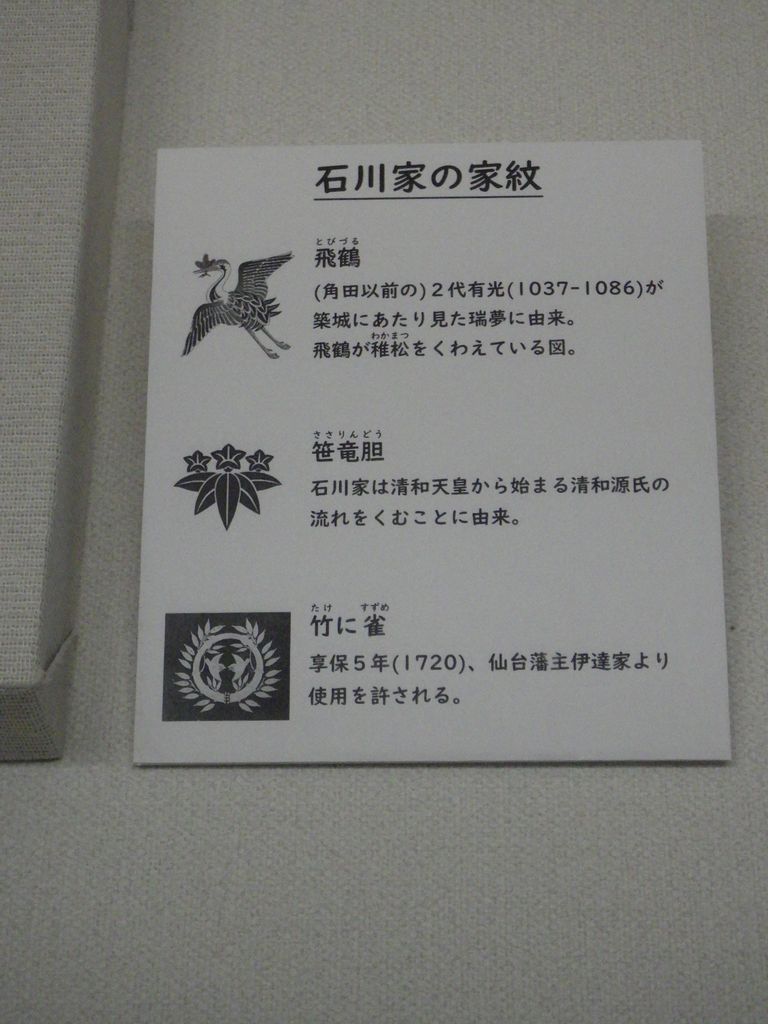 石川家の家紋
とびづる
飛鶴
(角田以前の)2代有光(1037-1086)が
築城にあたり見た瑞夢に由来。
わかまつ
飛鶴が稚松をくわえている図。
ささりんどう
笹竜胆
石川家は清和天皇から始まる清和源氏の
流れをくむことに由来。
たけ すずめ
竹に雀
享保5年(1720)、仙台藩主伊達家より
使用を許される。